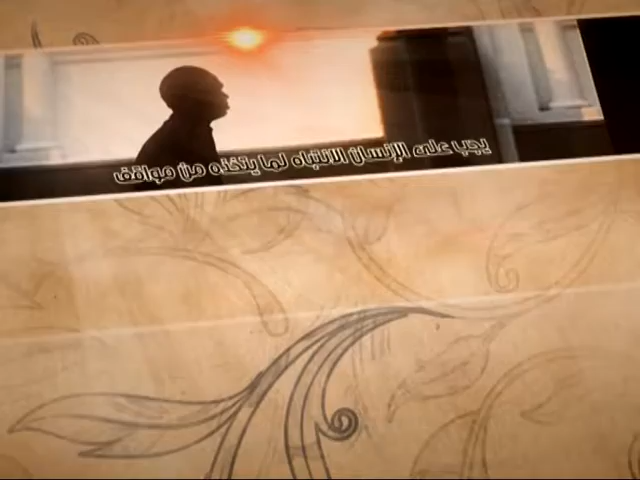 يجب على الإنسان الانتباه لما يتخذه من مواقف